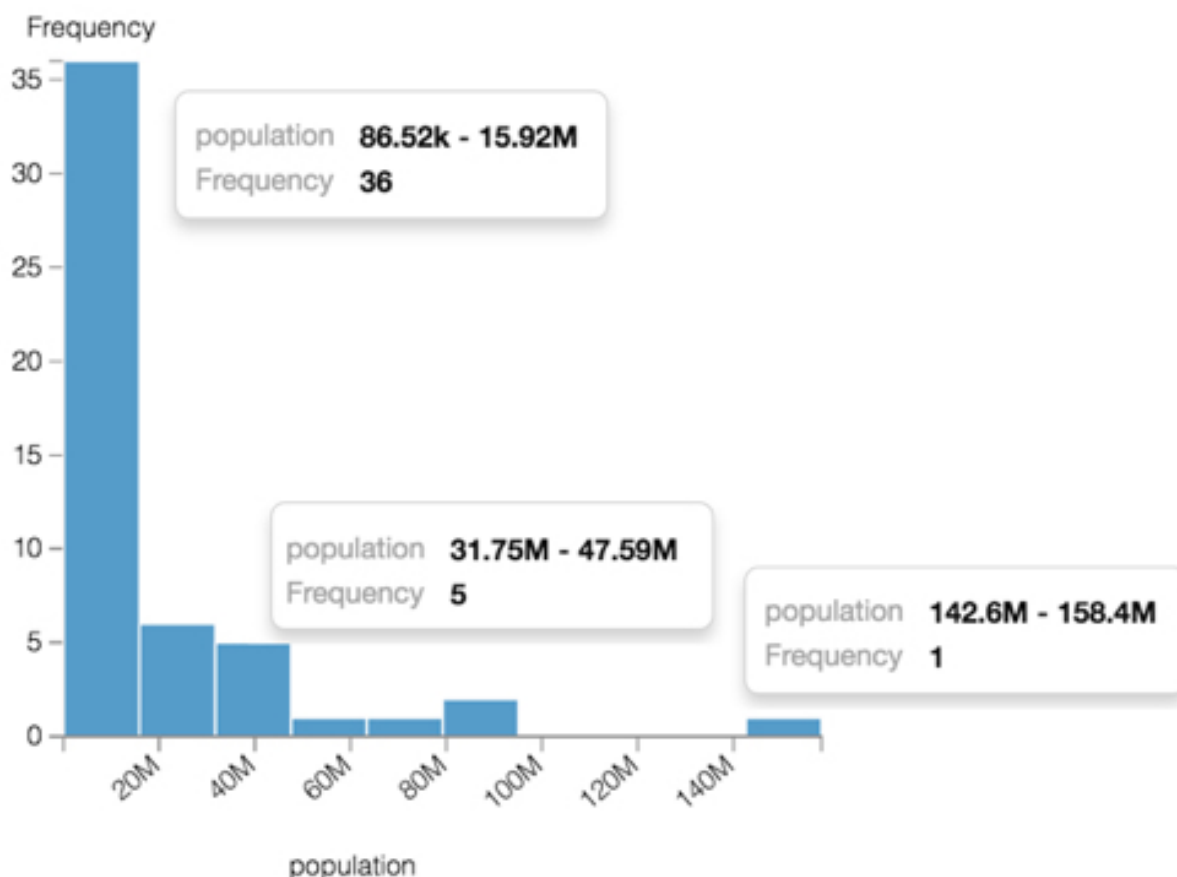 Frequency
35
30
25
20
15
10
5
0
population 86.52k - 15.92M
Frequency 36
population 31.75M - 47.59M
Frequency 5
population 142.6M - 158.4M
Frequency 1
20M 40M 60M 80M 100M 120M 140M
population